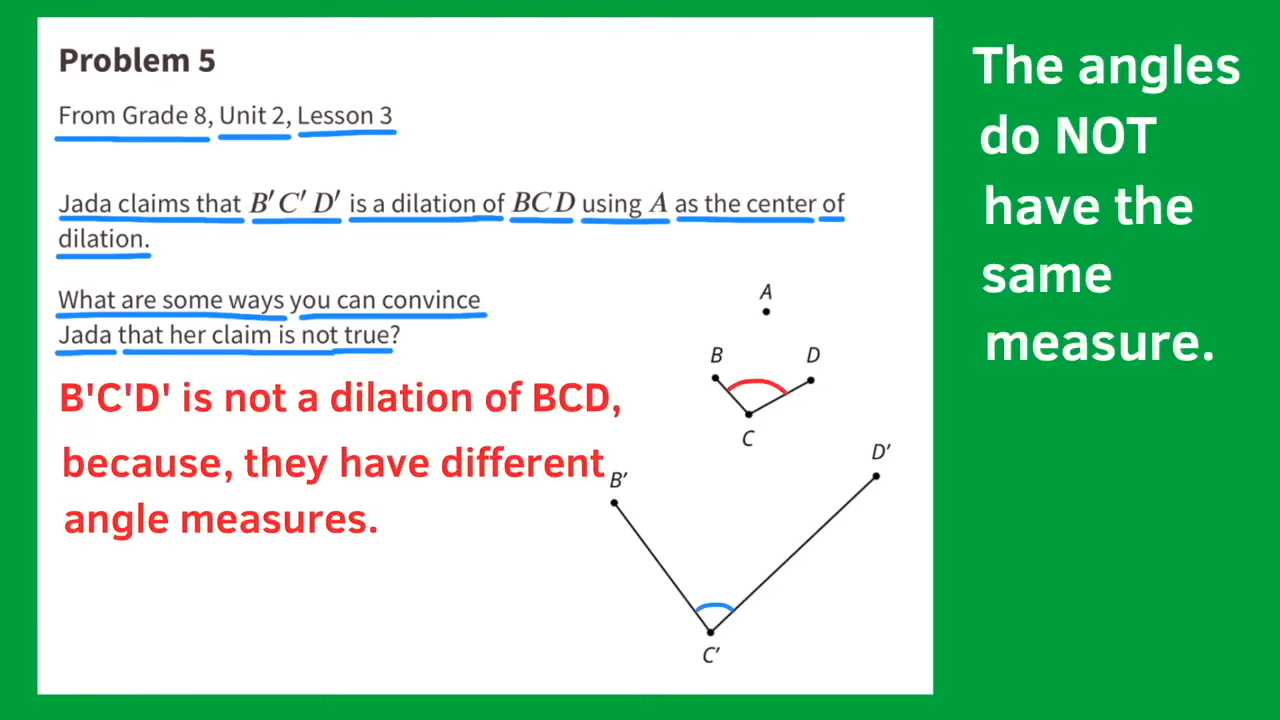 Problem 5
From Grade 8, Unit 2, Lesson 3
Jada claims that B′C′D′ is a dilation of BCD using A as the center of
dilation.
What are some ways you can convince
Jada that her claim is not true?
B'C'D' is not a dilation of BCD,
because, they have different
angle measures.
A
B
D
C
B′
D′
C′
The angles
do NOT
have the
same
measure.